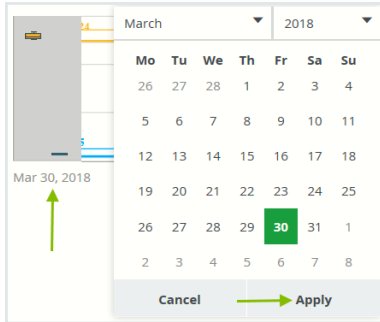 March 2018
24
Mo Tu We Th Fr Sa Su
26 27 28 1 2 3 4
5 6 7 8 9 10 11
12 13 14 15 16 17 18
Mar 30, 2018
19 20 21 22 23 24 25
26 27 28 29 30 31 1
2 3 4 5 6 7 8
Cancel Apply